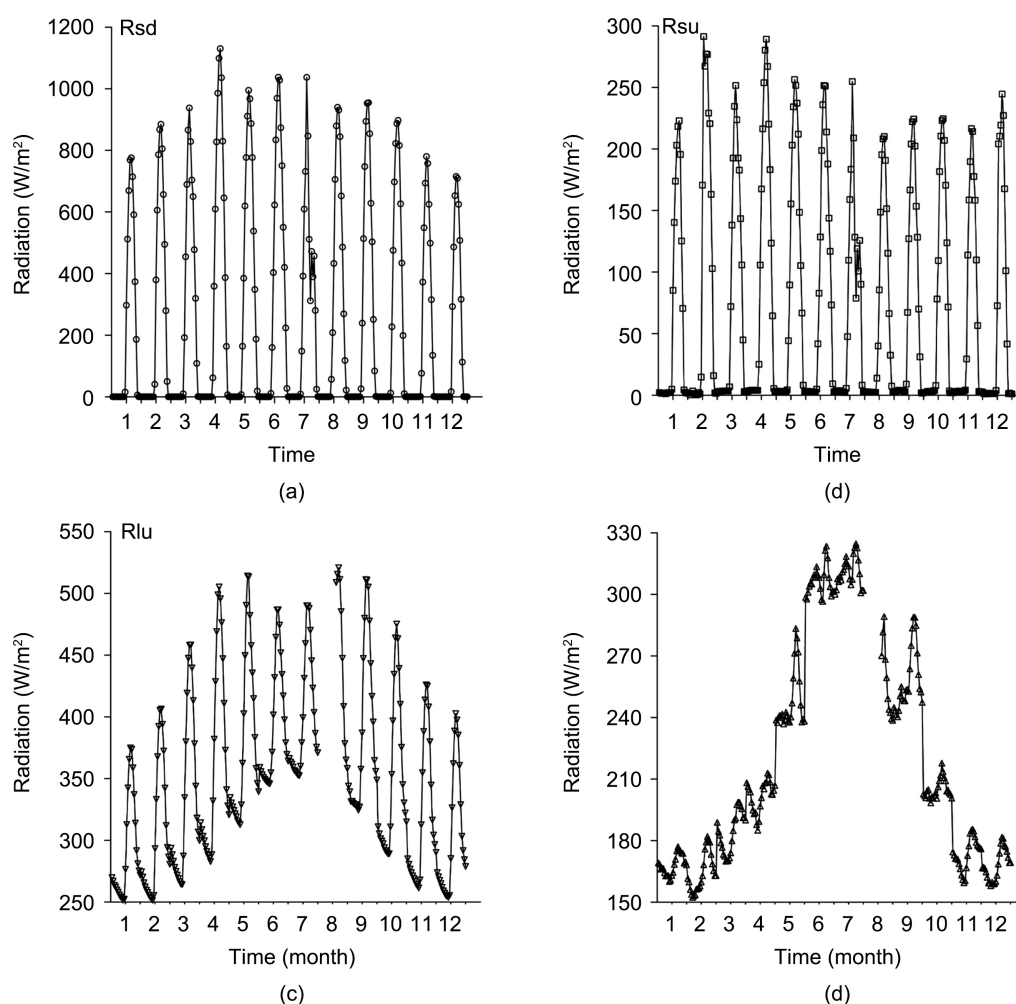 Rsd
1200
1000
800
600
400
200
0
Radiation (W/m²)
1 2 3 4 5 6 7 8 9 10 11 12
Time
(a)
Rsu
300
250
200
150
100
50
0
Radiation (W/m²)
1 2 3 4 5 6 7 8 9 10 11 12
Time
(d)
Rlu
550
500
450
400
350
300
250
Radiation (W/m²)
1 2 3 4 5 6 7 8 9 10 11 12
Time (month)
(c)
330
300
270
240
210
180
150
Radiation (W/m²)
1 2 3 4 5 6 7 8 9 10 11 12
Time (month)
(d)